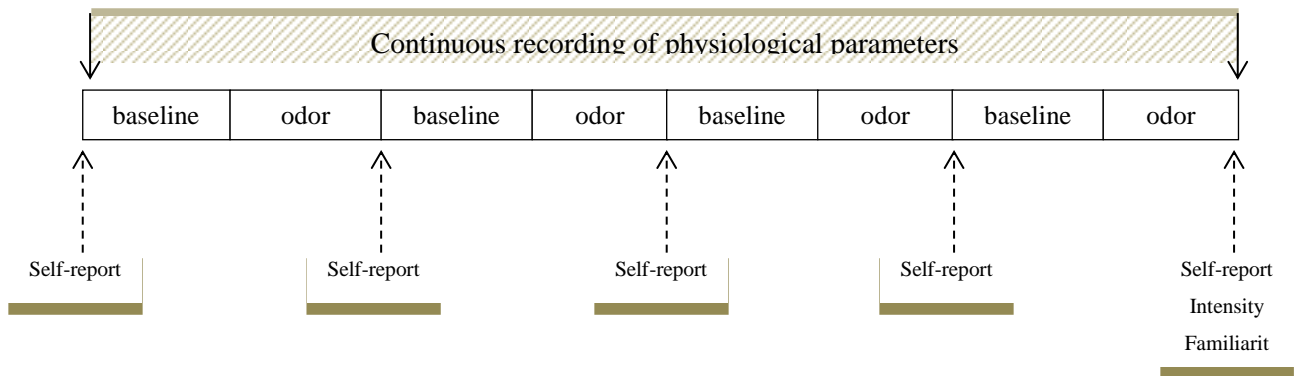 Continuous recording of physiological parameters
baseline odor baseline odor baseline odor baseline odor
Self-report Self-report Self-report Self-report Self-report
Intensity
Familiarit